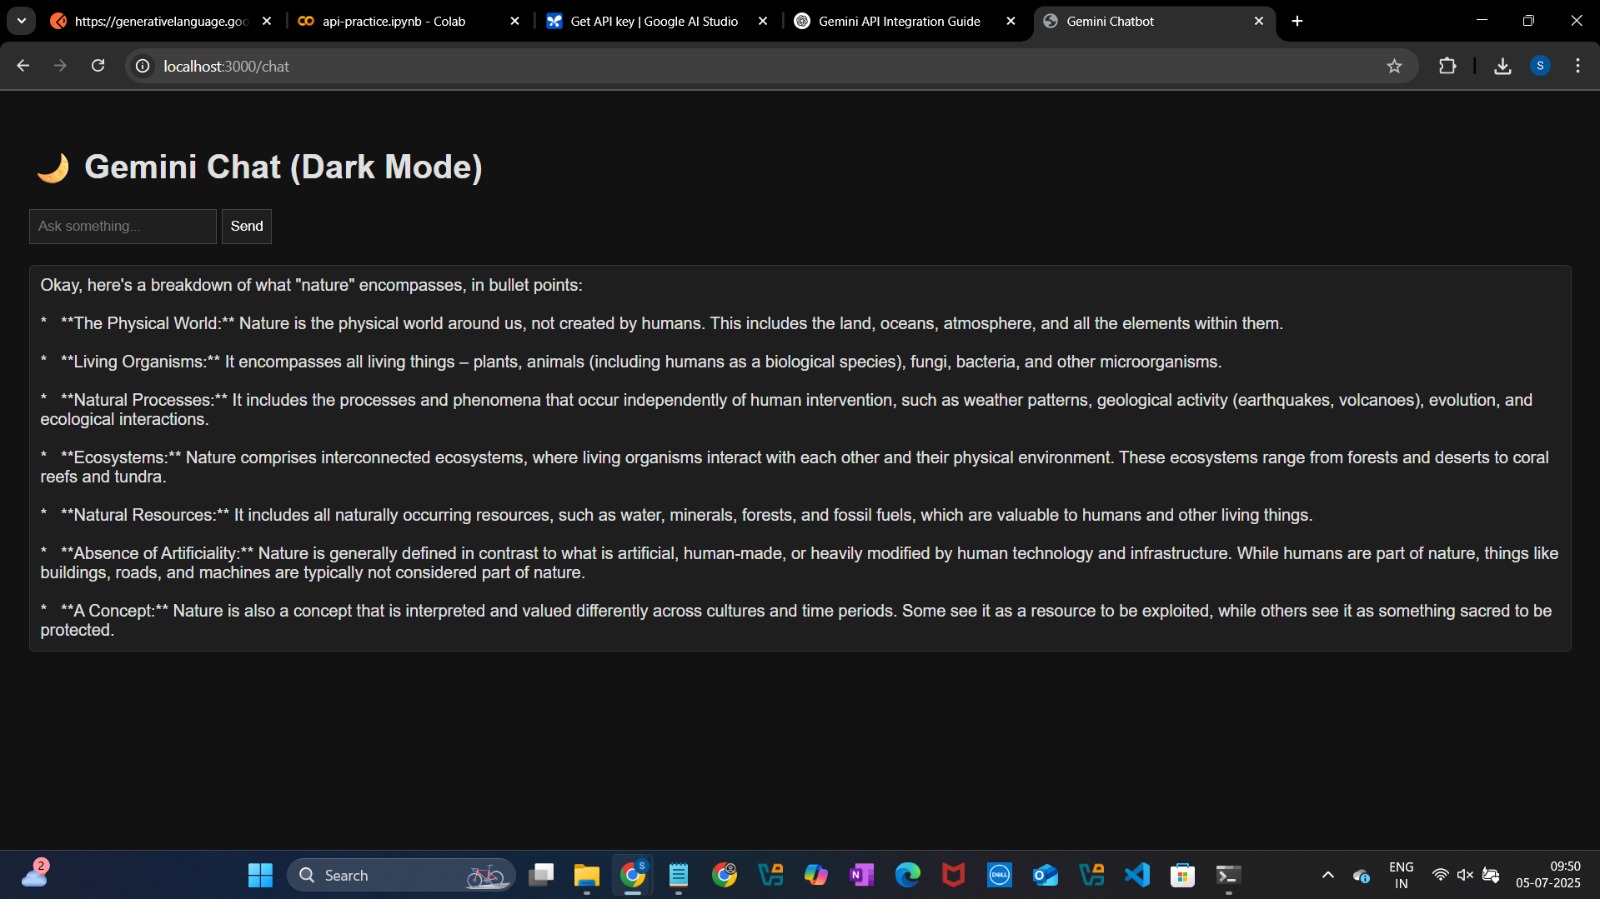 https://generativelanguage.goo
api-practice.ipynb - Colab
Get API key | Google AI Studio
Gemini API Integration Guide
Gemini Chatbot
localhost:3000/chat
S
🌙 Gemini Chat (Dark Mode)
Ask something...
Send
Okay, here's a breakdown of what "nature" encompasses, in bullet points:
* **The Physical World:** Nature is the physical world around us, not created by humans. This includes the land, oceans, atmosphere, and all the elements within them.
* **Living Organisms:** It encompasses all living things – plants, animals (including humans as a biological species), fungi, bacteria, and other microorganisms.
* **Natural Processes:** It includes the processes and phenomena that occur independently of human intervention, such as weather patterns, geological activity (earthquakes, volcanoes), evolution, and
ecological interactions.
* **Ecosystems:** Nature comprises interconnected ecosystems, where living organisms interact with each other and their physical environment. These ecosystems range from forests and deserts to coral
reefs and tundra.
* **Natural Resources:** It includes all naturally occurring resources, such as water, minerals, forests, and fossil fuels, which are valuable to humans and other living things.
* **Absence of Artificiality:** Nature is generally defined in contrast to what is artificial, human-made, or heavily modified by human technology and infrastructure. While humans are part of nature, things like
buildings, roads, and machines are typically not considered part of nature.
* **A Concept:** Nature is also a concept that is interpreted and valued differently across cultures and time periods. Some see it as a resource to be exploited, while others see it as something sacred to be
protected.
2
Search
S
N
DELL
ENG
IN
09:50
05-07-2025